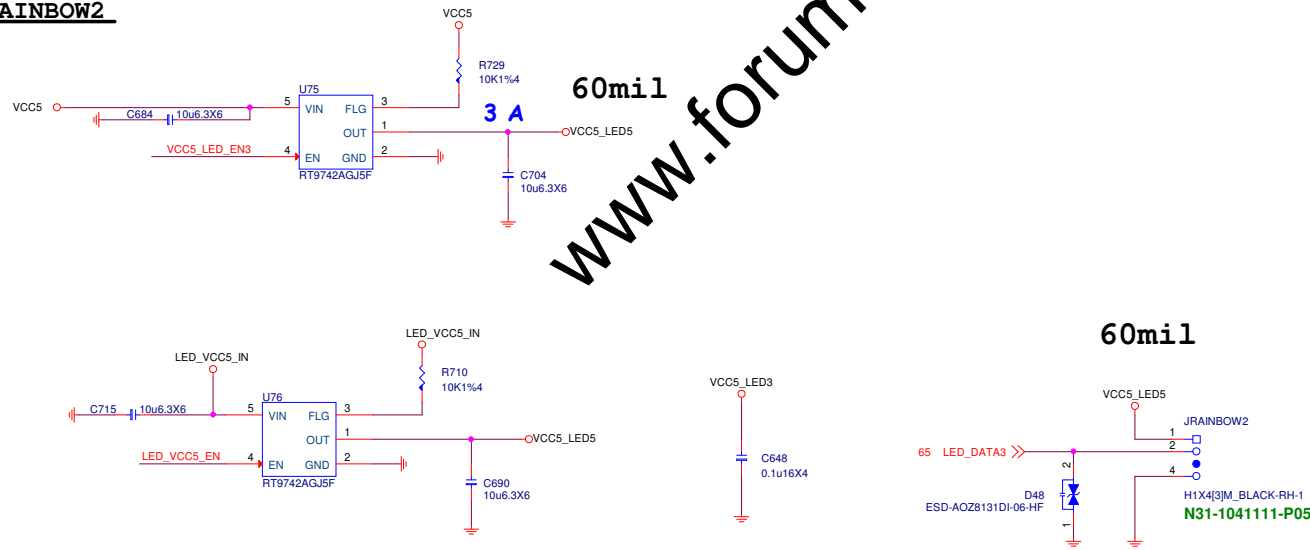 AINBOW2
VCC5
R729
10K1%4
60mil
www.forum
U75
VCC5
C684
10u6.3X6
5
VIN
FLG
3
3 A
OUT
1
VCC5_LED5
VCC5_LED_EN3
4
EN
GND
2
RT9742AGJ5F
C704
10u6.3X6
LED_VCC5_IN
LED_VCC5_IN
R710
10K1%4
60mil
U76
C715
10u6.3X6
5
VIN
FLG
3
OUT
1
VCC5_LED5
LED_VCC5_EN
4
EN
GND
2
RT9742AGJ5F
C690
10u6.3X6
VCC5_LED3
C648
0.1u16X4
VCC5_LED5
JRAINBOW2
1
2
4
65 LED_DATA3
2
D48
ESD-AOZ8131DI-06-HF
1
H1X4[3]M_BLACK-RH-1
N31-1041111-P05